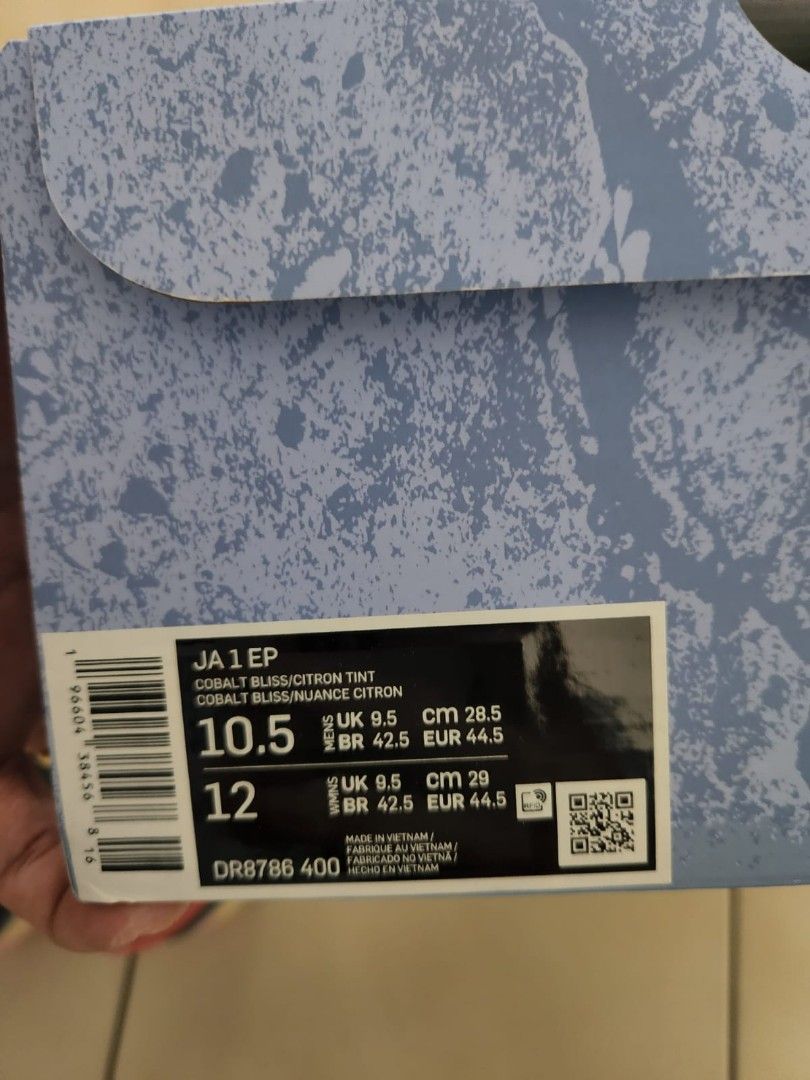 JA 1 EP
COBALT BLISS/CITRON TINT
COBALT BLISS/NUANCE CITRON
10.5 MENS UK 9.5 cm 28.5
BR 42.5 EUR 44.5
12 WMNS UK 9.5 cm 29
BR 42.5 EUR 44.5
RFID
MADE IN VIETNAM /
FABRIQUE AU VIETNAM /
FABRICADO NO VIETNÃ /
HECHO EN VIETNAM
DR8786 400
1 96604 38456 8 16